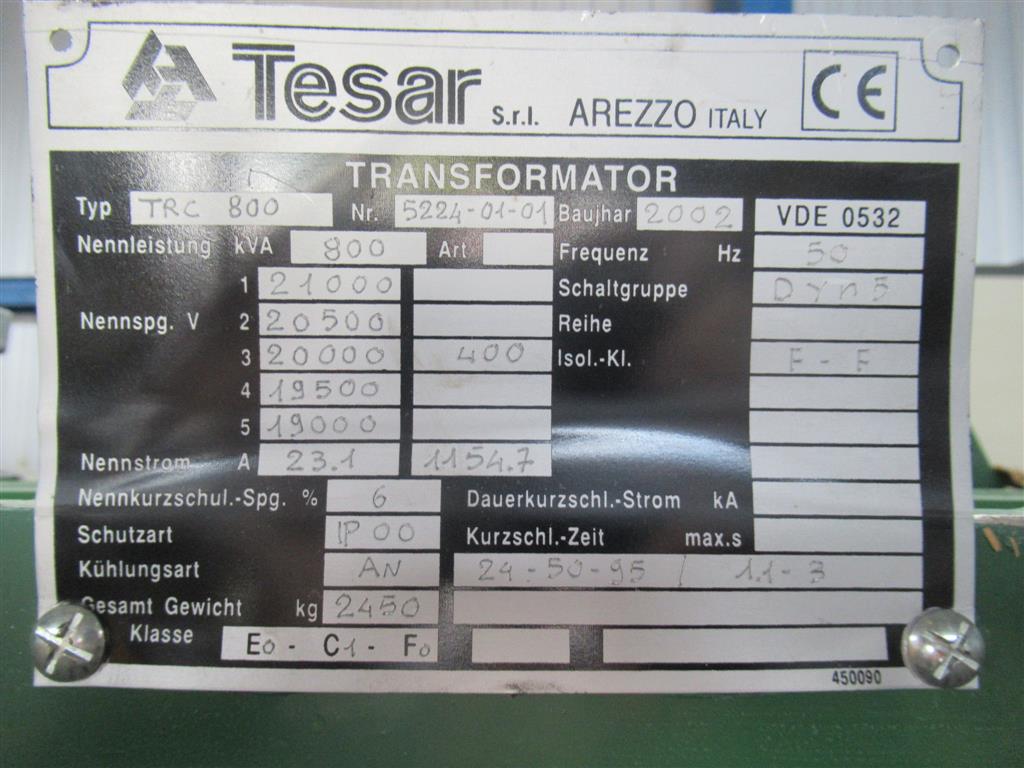 Tesar S.r.l. AREZZO ITALY CE
TRANSFORMATOR
Typ TRC 800 Nr. 5224-01-01 Baujhar 2002 VDE 0532
Nennleistung kVA 800 Art Frequenz Hz 50
1 21000 Schaltgruppe Dyn5
Nennspg. V 2 20500 Reihe
3 20000 400 Isol.-Kl. F-F
4 19500
5 19000
Nennstrom A 23.1 1154.7
Nennkurzschul.-Spg. % 6 Dauerkurzschl.-Strom kA
Schutzart IP00 Kurzschl.-Zeit max.s
Kühlungsart AN 24-50-95 / 1.1-3
Gesamt Gewicht kg 2450
Klasse E0 - C1 - F0
450090